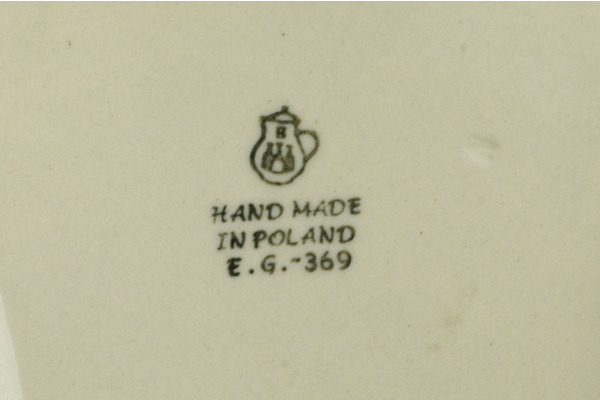 B
HAND MADE
IN POLAND
E.G.-369